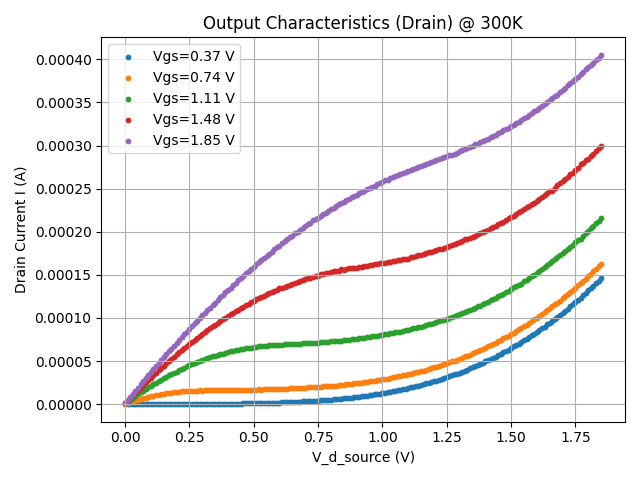 Output Characteristics (Drain) @ 300K
Vgs=0.37 V
Vgs=0.74 V
Vgs=1.11 V
Vgs=1.48 V
Vgs=1.85 V
0.00040
0.00035
0.00030
0.00025
0.00020
0.00015
0.00010
0.00005
0.00000
Drain Current I (A)
0.00 0.25 0.50 0.75 1.00 1.25 1.50 1.75
V_d_source (V)